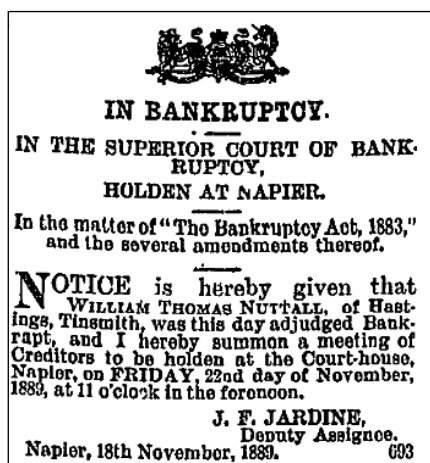 IN BANKRUPTCY.
IN THE SUPERIOR COURT OF BANK-
RUPTCY,
HOLDEN AT NAPIER.
In the matter of "The Bankruptcy Act, 1883,"
and the several amendments thereof.
NOTICE is hereby given that
WILLIAM THOMAS NUTTALL, of Hast-
ings, Tinsmith, was this day adjudged Bank-
rupt, and I hereby summon a meeting of
Creditors to be holden at the Court-house,
Napier, on FRIDAY, 22nd day of November,
1889, at 11 o'clock in the forenoon.
J. F. JARDINE,
Deputy Assignee.
Napier, 18th November, 1889. 693